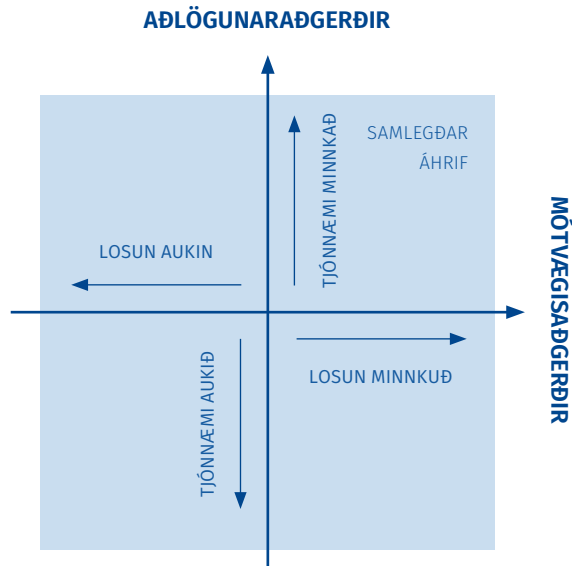 AÐLÖGUNARAÐGERÐIR
TJÓNNÆMI MINNKAÐ
SAMLEGÐAR
ÁHRIF
LOSUN AUKIN
MÓTVÆGISAÐGERÐIR
TJÓNNÆMI AUKIÐ
LOSUN MINNKUÐ